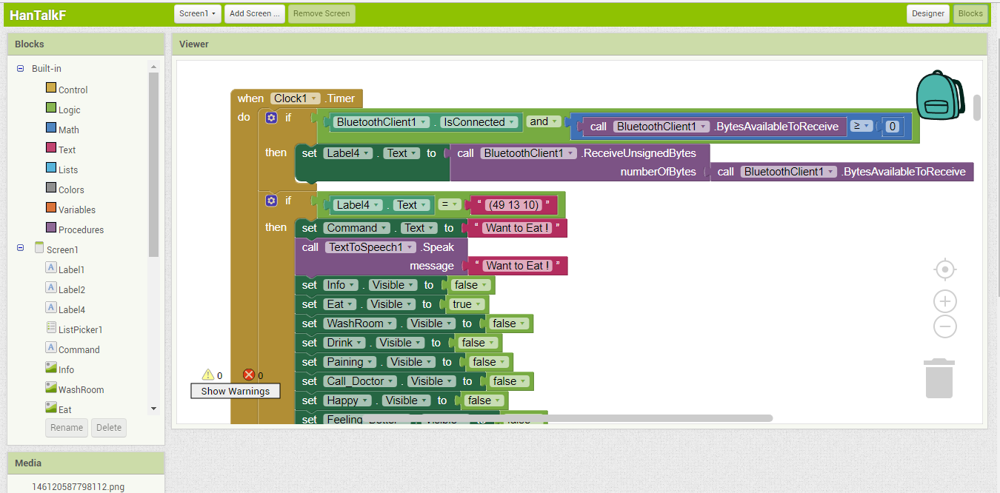 HanTalkF
Screen1
Add Screen ...
Remove Screen
Designer
Blocks
Blocks
Viewer
Built-in
Control
Logic
Math
Text
Lists
Colors
Variables
Procedures
Screen1
A Label1
A Label2
A Label4
ListPicker1
A Command
Info
WashRoom
Eat
Rename
Delete
Media
146120587798112.png
when Clock1 .Timer
do if BluetoothClient1 . IsConnected and call BluetoothClient1 .BytesAvailableToReceive ≥ 0
then set Label4 . Text to call BluetoothClient1 .ReceiveUnsignedBytes
numberOfBytes call BluetoothClient1 .BytesAvailableToReceive
if Label4 . Text = “ (49 13 10) ”
then set Command . Text to “ Want to Eat ! ”
call TextToSpeech1 .Speak
message “ Want to Eat ! ”
set Info . Visible to false
set Eat . Visible to true
set WashRoom . Visible to false
set Drink . Visible to false
set Paining . Visible to false
set Call_Doctor . Visible to false
set Happy . Visible to false
set Feeling
0 0
Show Warnings